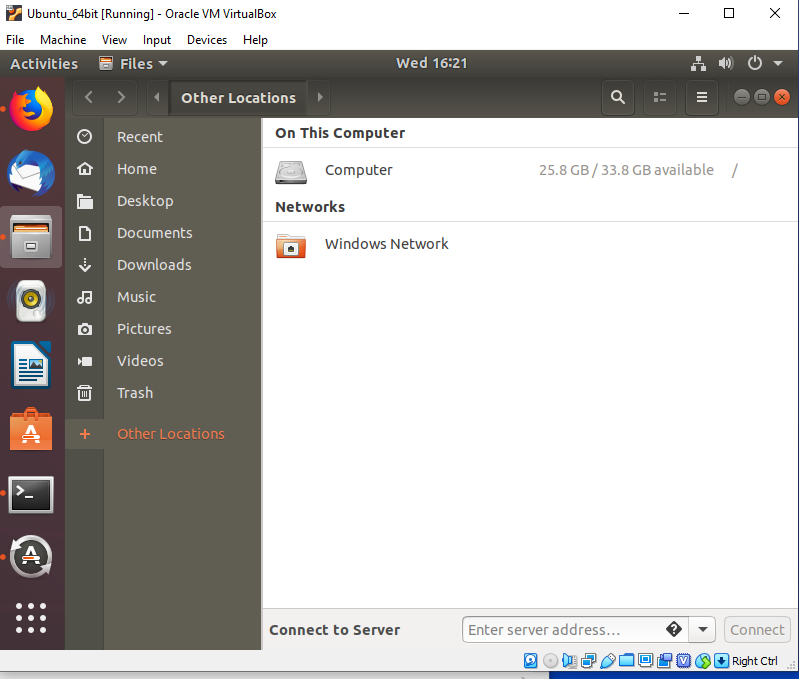 Ubuntu_64bit [Running] - Oracle VM VirtualBox
File Machine View Input Devices Help
Activities Files Wed 16:21
Other Locations
Recent
Home
Desktop
Documents
Downloads
Music
Pictures
Videos
Trash
Other Locations
On This Computer
Computer 25.8 GB / 33.8 GB available /
Networks
Windows Network
Connect to Server Enter server address… Connect
Right Ctrl